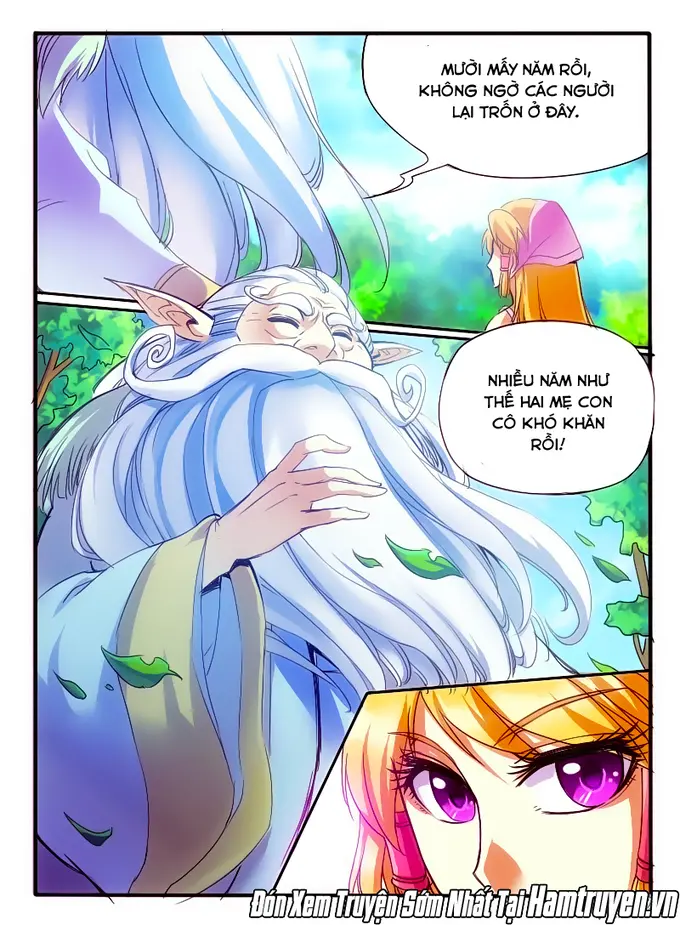 MƯỜI MẤY NĂM RỒI,
KHÔNG NGỜ CÁC NGƯỜI
LẠI TRỐN Ở ĐÂY.
NHIỀU NĂM NHƯ
THẾ HAI MẸ CON
CÔ KHÓ KHĂN
RỒI!
Đón Xem Truyện Sớm Nhất Tại Hamtruyen.vn